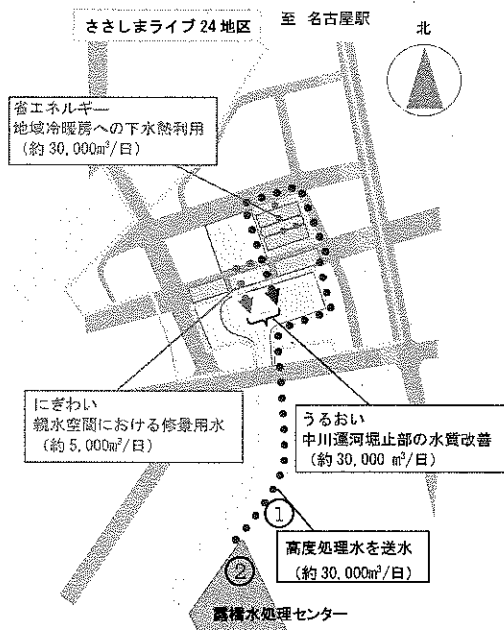 ささしまライブ24地区
至 名古屋駅
北
省エネルギー
地域冷暖房への下水熱利用
(約30,000㎥/日)
にぎわい
親水空間における修景用水
(約5,000㎥/日)
うるおい
中川運河堀止部の水質改善
(約30,000 ㎥/日)
①
高度処理水を送水
(約30,000㎥/日)
②
露橋水処理センター